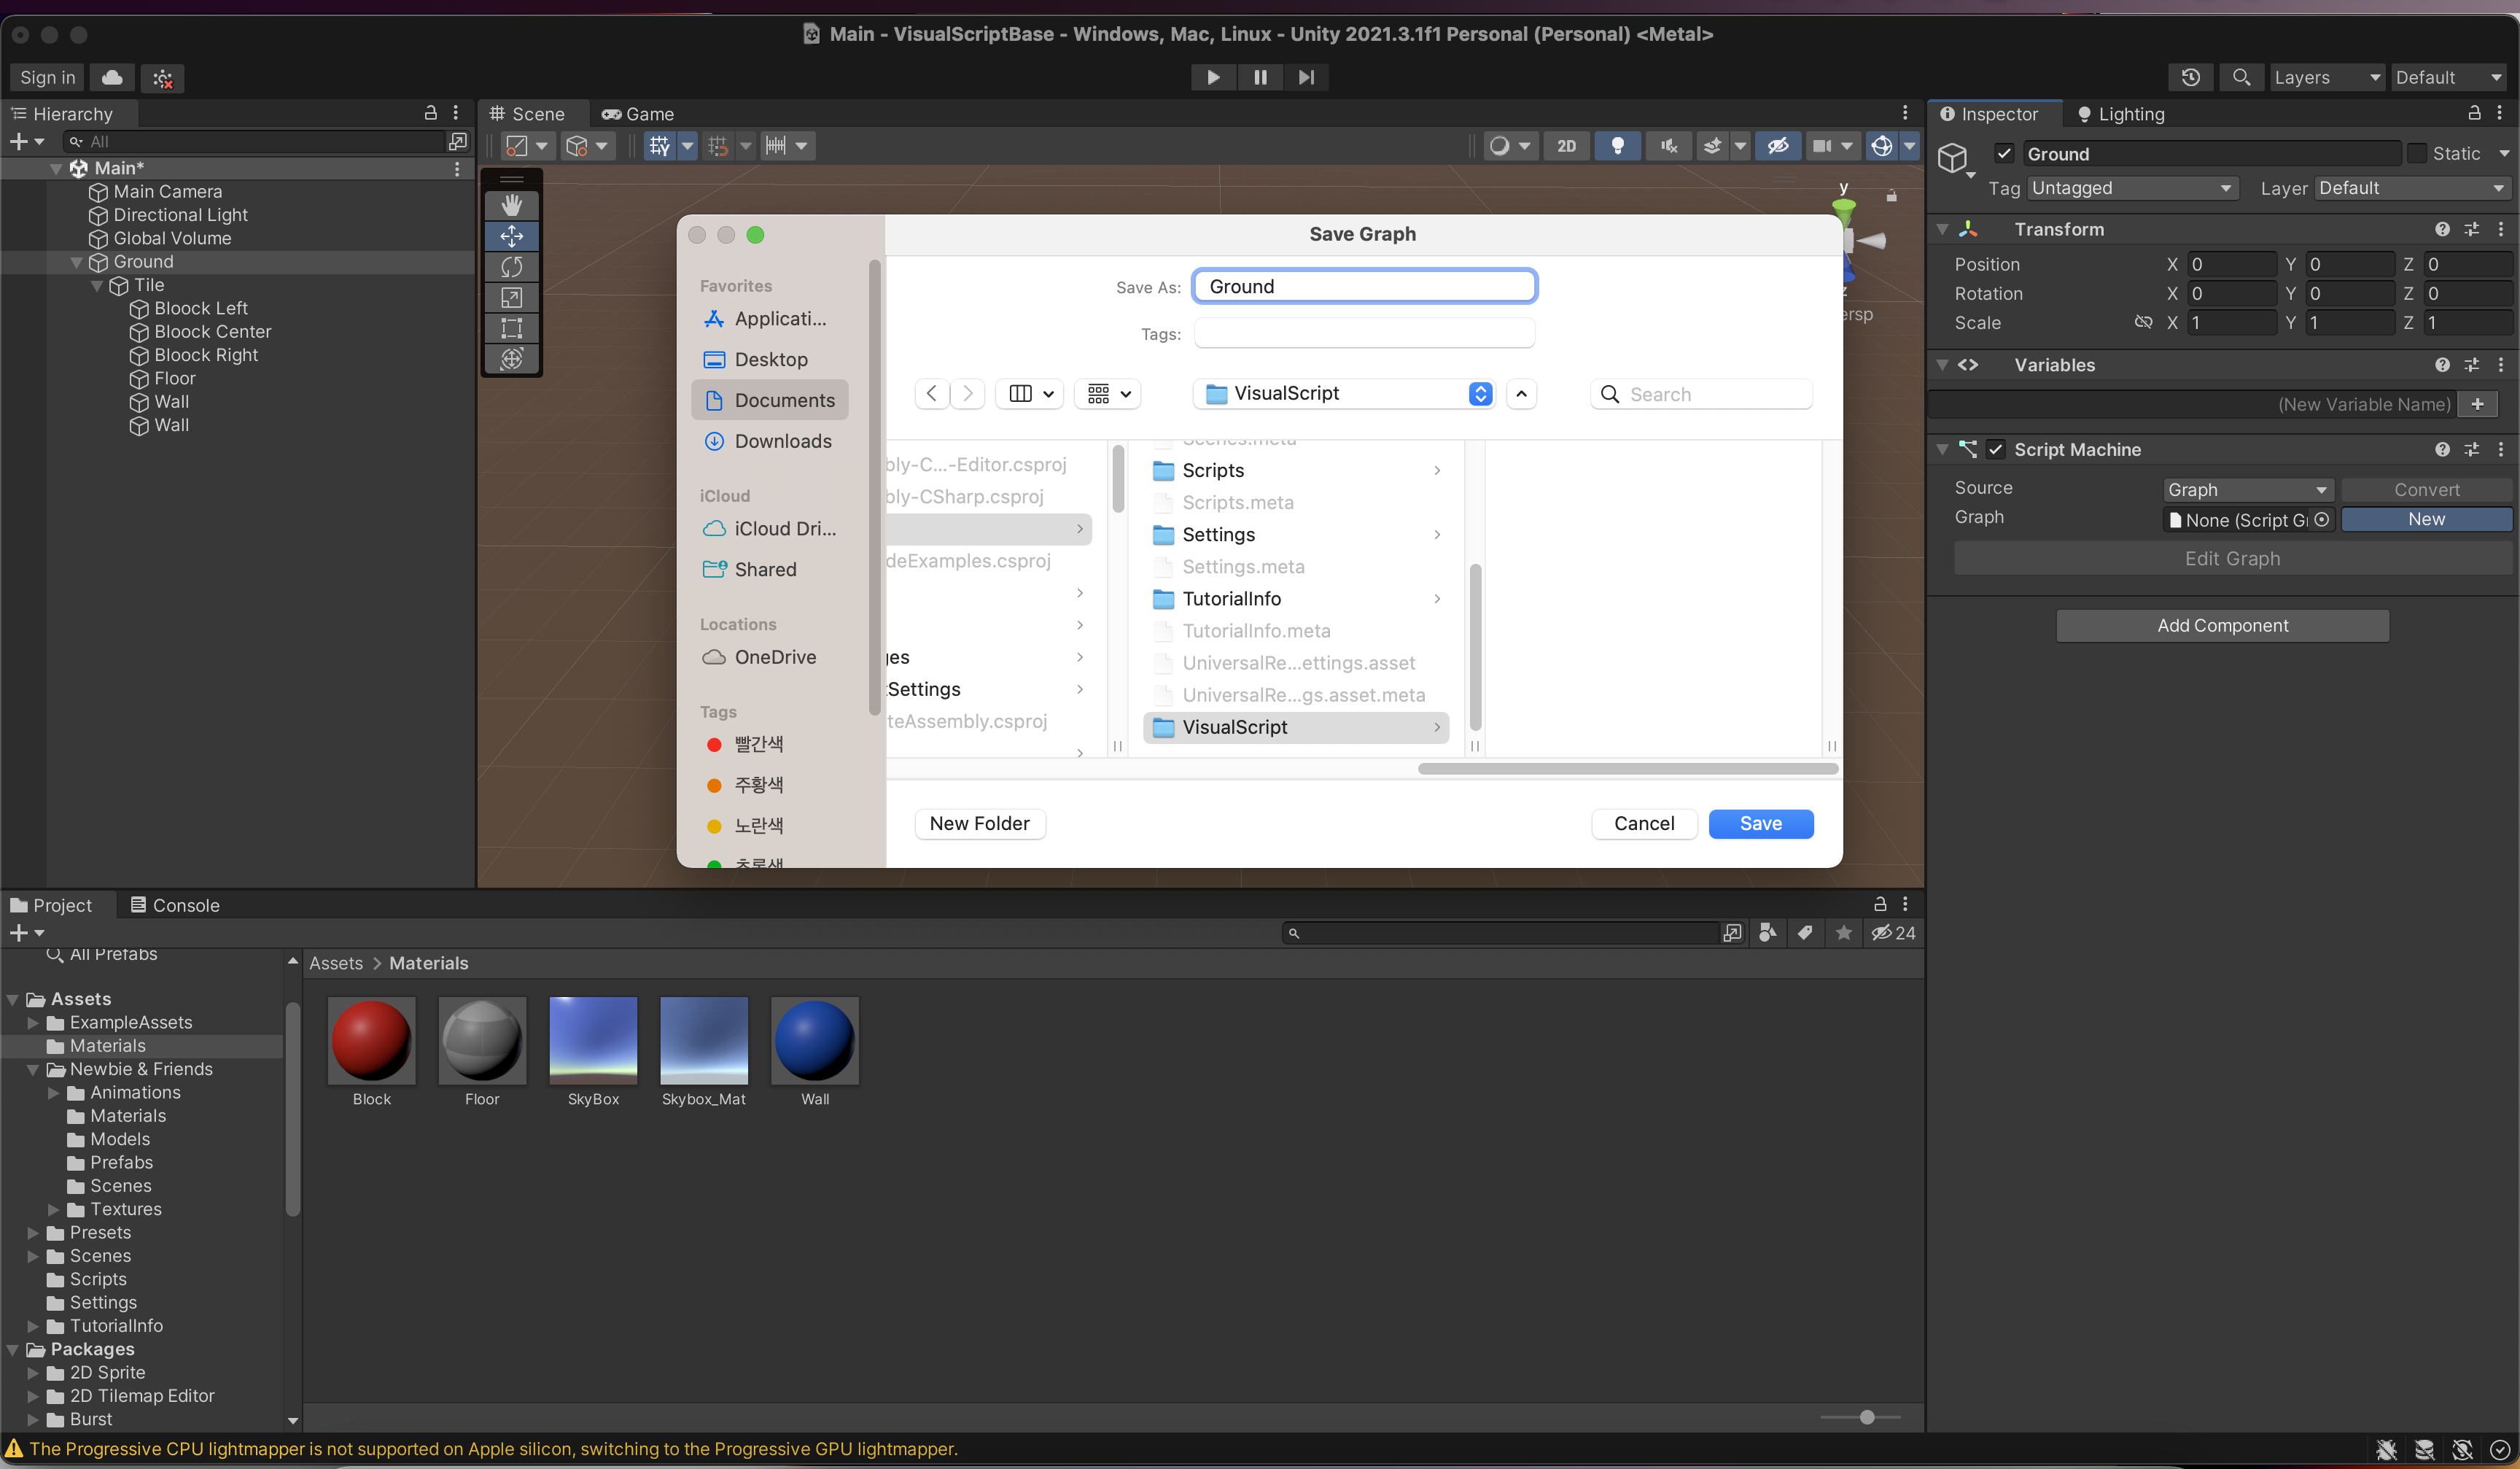 Main - VisualScriptBase - Windows, Mac, Linux - Unity 2021.3.1f1 Personal (Personal) <Metal>
Sign in
Layers
Default
Hierarchy
All
Main*
Main Camera
Directional Light
Global Volume
Ground
Tile
Bloock Left
Bloock Center
Bloock Right
Floor
Wall
Wall
Scene
Game
2D
y
z
ersp
Save Graph
Favorites
Applicati...
Desktop
Documents
Downloads
iCloud
iCloud Dri...
Shared
Locations
OneDrive
Tags
빨간색
주황색
노란색
초록색
Save As: Ground
Tags:
VisualScript
Search
bly-C...-Editor.csproj
bly-CSharp.csproj
deExamples.csproj
ges
tSettings
teAssembly.csproj
Scenes.meta
Scripts
Scripts.meta
Settings
Settings.meta
TutorialInfo
TutorialInfo.meta
UniversalRe...ettings.asset
UniversalRe...gs.asset.meta
VisualScript
New Folder
Cancel
Save
Inspector
Lighting
Ground
Static
Tag Untagged
Layer Default
Transform
Position X 0 Y 0 Z 0
Rotation X 0 Y 0 Z 0
Scale X 1 Y 1 Z 1
Variables
(New Variable Name)
Script Machine
Source Graph Convert
Graph None (Script Gr New
Edit Graph
Add Component
Project
Console
24
All Prefabs
Assets
ExampleAssets
Materials
Newbie & Friends
Animations
Materials
Models
Prefabs
Scenes
Textures
Presets
Scenes
Scripts
Settings
TutorialInfo
Packages
2D Sprite
2D Tilemap Editor
Burst
Assets > Materials
Block
Floor
SkyBox
Skybox_Mat
Wall
The Progressive CPU lightmapper is not supported on Apple silicon, switching to the Progressive GPU lightmapper.